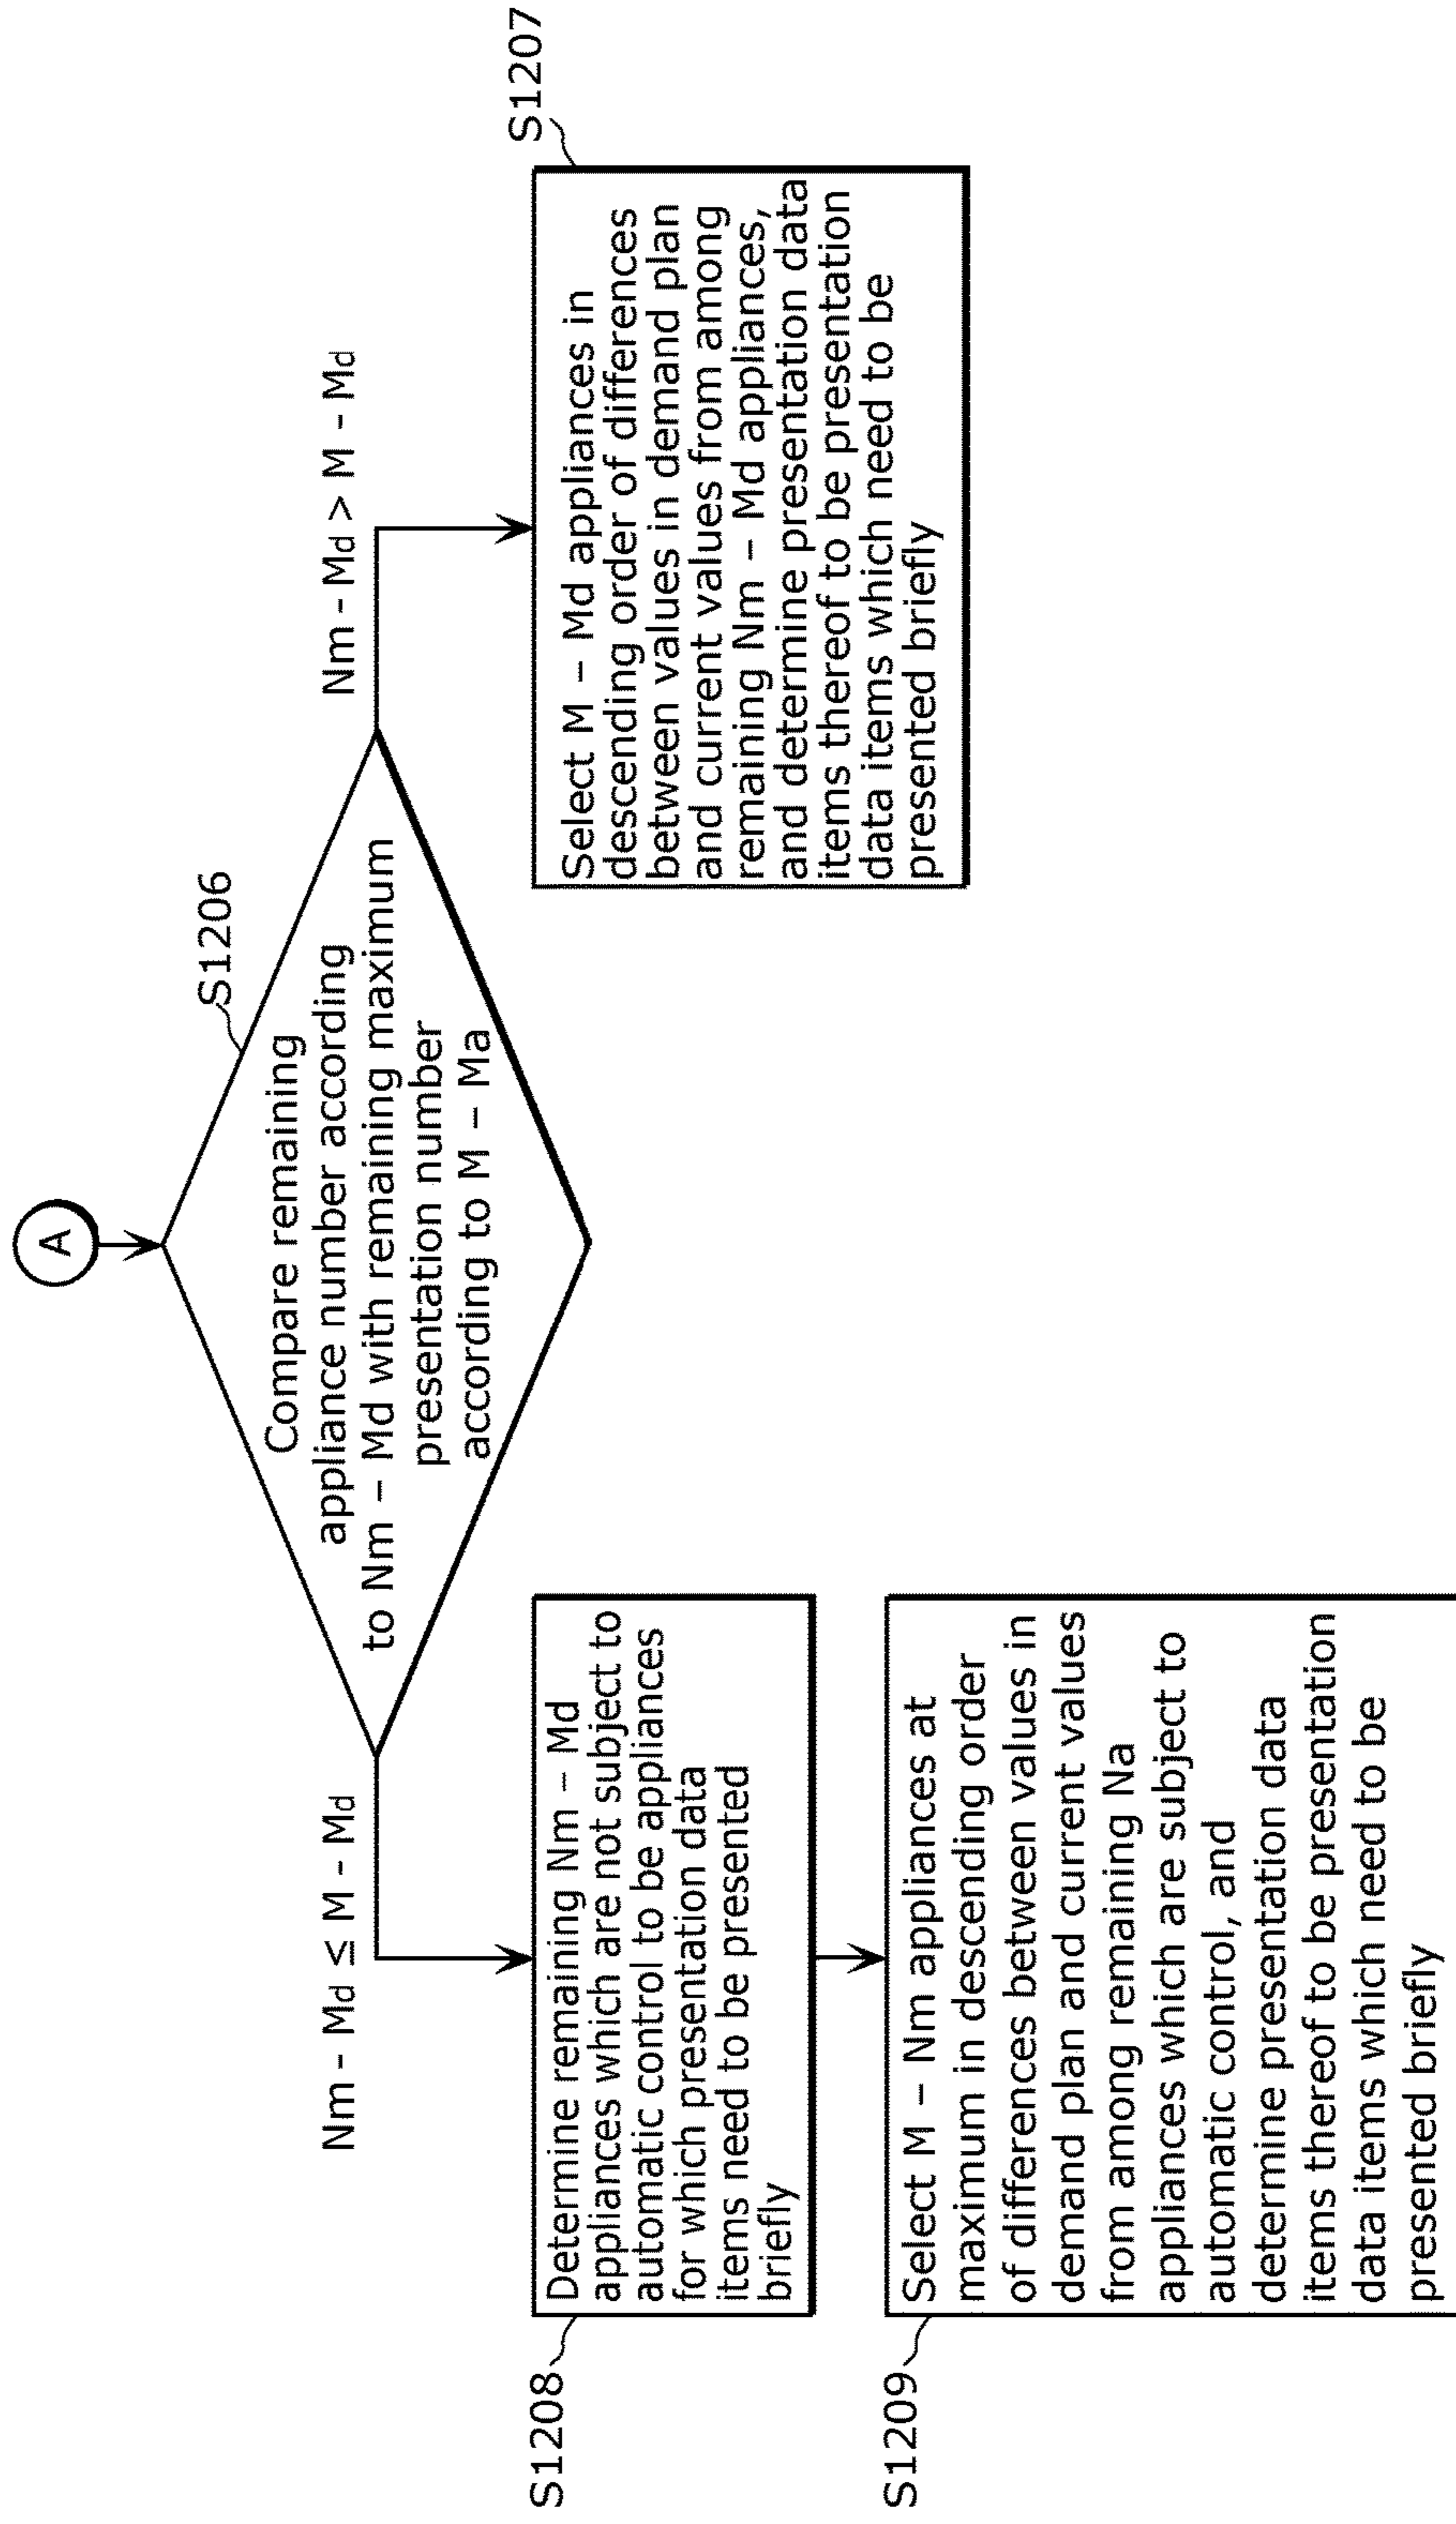 A
S1206
Compare remaining
appliance number according
to Nm – Md with remaining maximum
presentation number
according to M – Ma
Nm - Md ≤ M - Md
Nm - Md > M - Md
S1207
Select M – Md appliances in
descending order of differences
between values in demand plan
and current values from among
remaining Nm – Md appliances,
and determine presentation data
items thereof to be presentation
data items which need to be
presented briefly
S1208
Determine remaining Nm – Md
appliances which are not subject to
automatic control to be appliances
for which presentation data
items need to be presented
briefly
S1209
Select M – Nm appliances at
maximum in descending order
of differences between values in
demand plan and current values
from among remaining Na
appliances which are subject to
automatic control, and
determine presentation data
items thereof to be presentation
data items which need to be
presented briefly